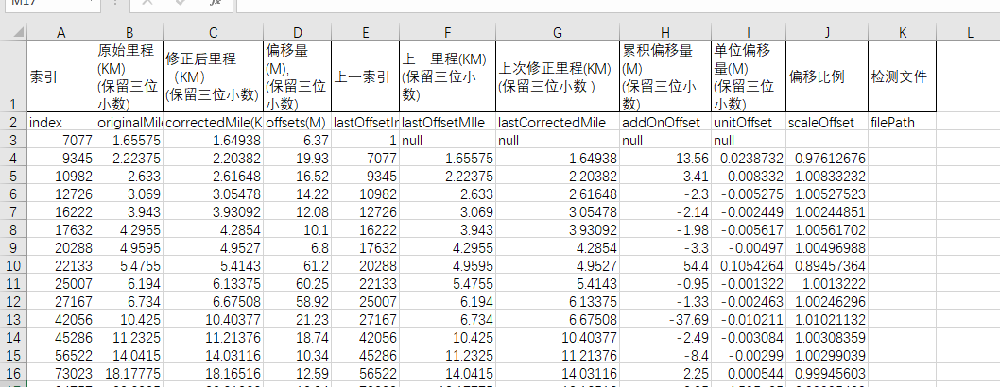 M17
A B C D E F G H I J K L
1 索引 原始里程(KM)(保留三位小数) 修正后里程（KM）(保留三位小数) 偏移量(M),(保留三位小数) 上一索引 上一里程(KM)(保留三位小数) 上次修正里程(KM)(保留三位小数 ) 累积偏移量(M)(保留三位小数) 单位偏移量(M)(保留三位小数) 偏移比例 检测文件
2 index originalMil correctedMile(K offsets(M) lastOffsetIr lastOffsetMIle lastCorrectedMile addOnOffset unitOffset scaleOffset filePath
3 7077 1.65575 1.64938 6.37 1 null null null null
4 9345 2.22375 2.20382 19.93 7077 1.65575 1.64938 13.56 0.0238732 0.97612676
5 10982 2.633 2.61648 16.52 9345 2.22375 2.20382 -3.41 -0.008332 1.00833232
6 12726 3.069 3.05478 14.22 10982 2.633 2.61648 -2.3 -0.005275 1.00527523
7 16222 3.943 3.93092 12.08 12726 3.069 3.05478 -2.14 -0.002449 1.00244851
8 17632 4.2955 4.2854 10.1 16222 3.943 3.93092 -1.98 -0.005617 1.00561702
9 20288 4.9595 4.9527 6.8 17632 4.2955 4.2854 -3.3 -0.00497 1.00496988
10 22133 5.4755 5.4143 61.2 20288 4.9595 4.9527 54.4 0.1054264 0.89457364
11 25007 6.194 6.13375 60.25 22133 5.4755 5.4143 -0.95 -0.001322 1.0013222
12 27167 6.734 6.67508 58.92 25007 6.194 6.13375 -1.33 -0.002463 1.00246296
13 42056 10.425 10.40377 21.23 27167 6.734 6.67508 -37.69 -0.010211 1.01021132
14 45286 11.2325 11.21376 18.74 42056 10.425 10.40377 -2.49 -0.003084 1.00308359
15 56522 14.0415 14.03116 10.34 45286 11.2325 11.21376 -8.4 -0.00299 1.00299039
16 73023 18.17775 18.16516 12.59 56522 14.0415 14.03116 2.25 0.000544 0.99945603